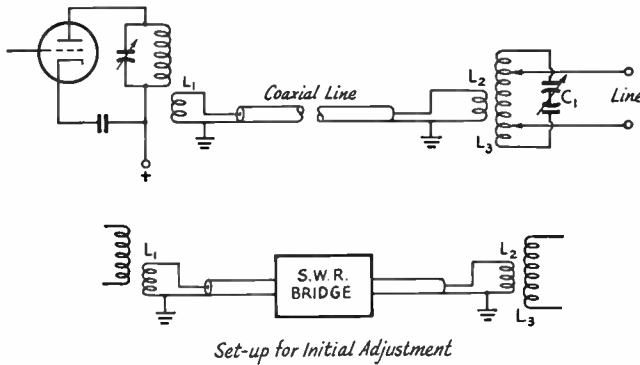 L1
Coaxial Line
L2
C1
Line
L3
+
L1
S.W.R.
BRIDGE
L2
L3
Set-up for Initial Adjustment